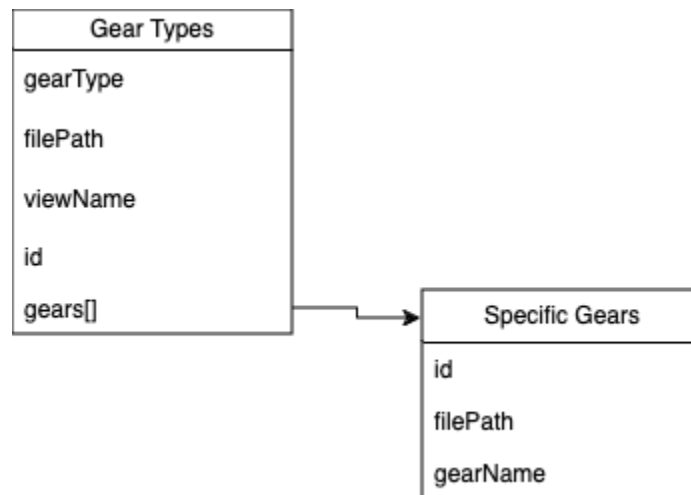 Gear Types
gearType
filePath
viewName
id
gears[]
Specific Gears
id
filePath
gearName